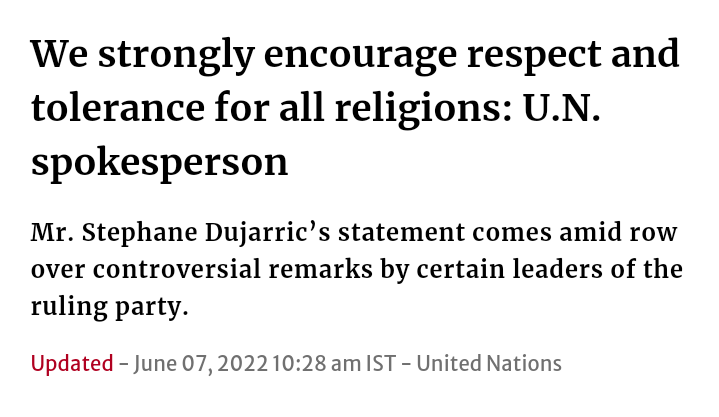 We strongly encourage respect and
tolerance for all religions: U.N.
spokesperson
Mr. Stephane Dujarric’s statement comes amid row
over controversial remarks by certain leaders of the
ruling party.
Updated - June 07, 2022 10:28 am IST - United Nations